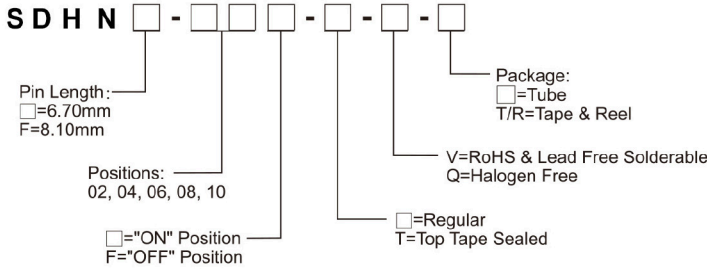 SDHN □-□□□-□-□-□
Package:
□=Tube
T/R=Tape & Reel
Pin Length:
□=6.70mm
F=8.10mm
V=RoHS & Lead Free Solderable
Q=Halogen Free
Positions:
02, 04, 06, 08, 10
□=Regular
T=Top Tape Sealed
□="ON" Position
F="OFF" Position